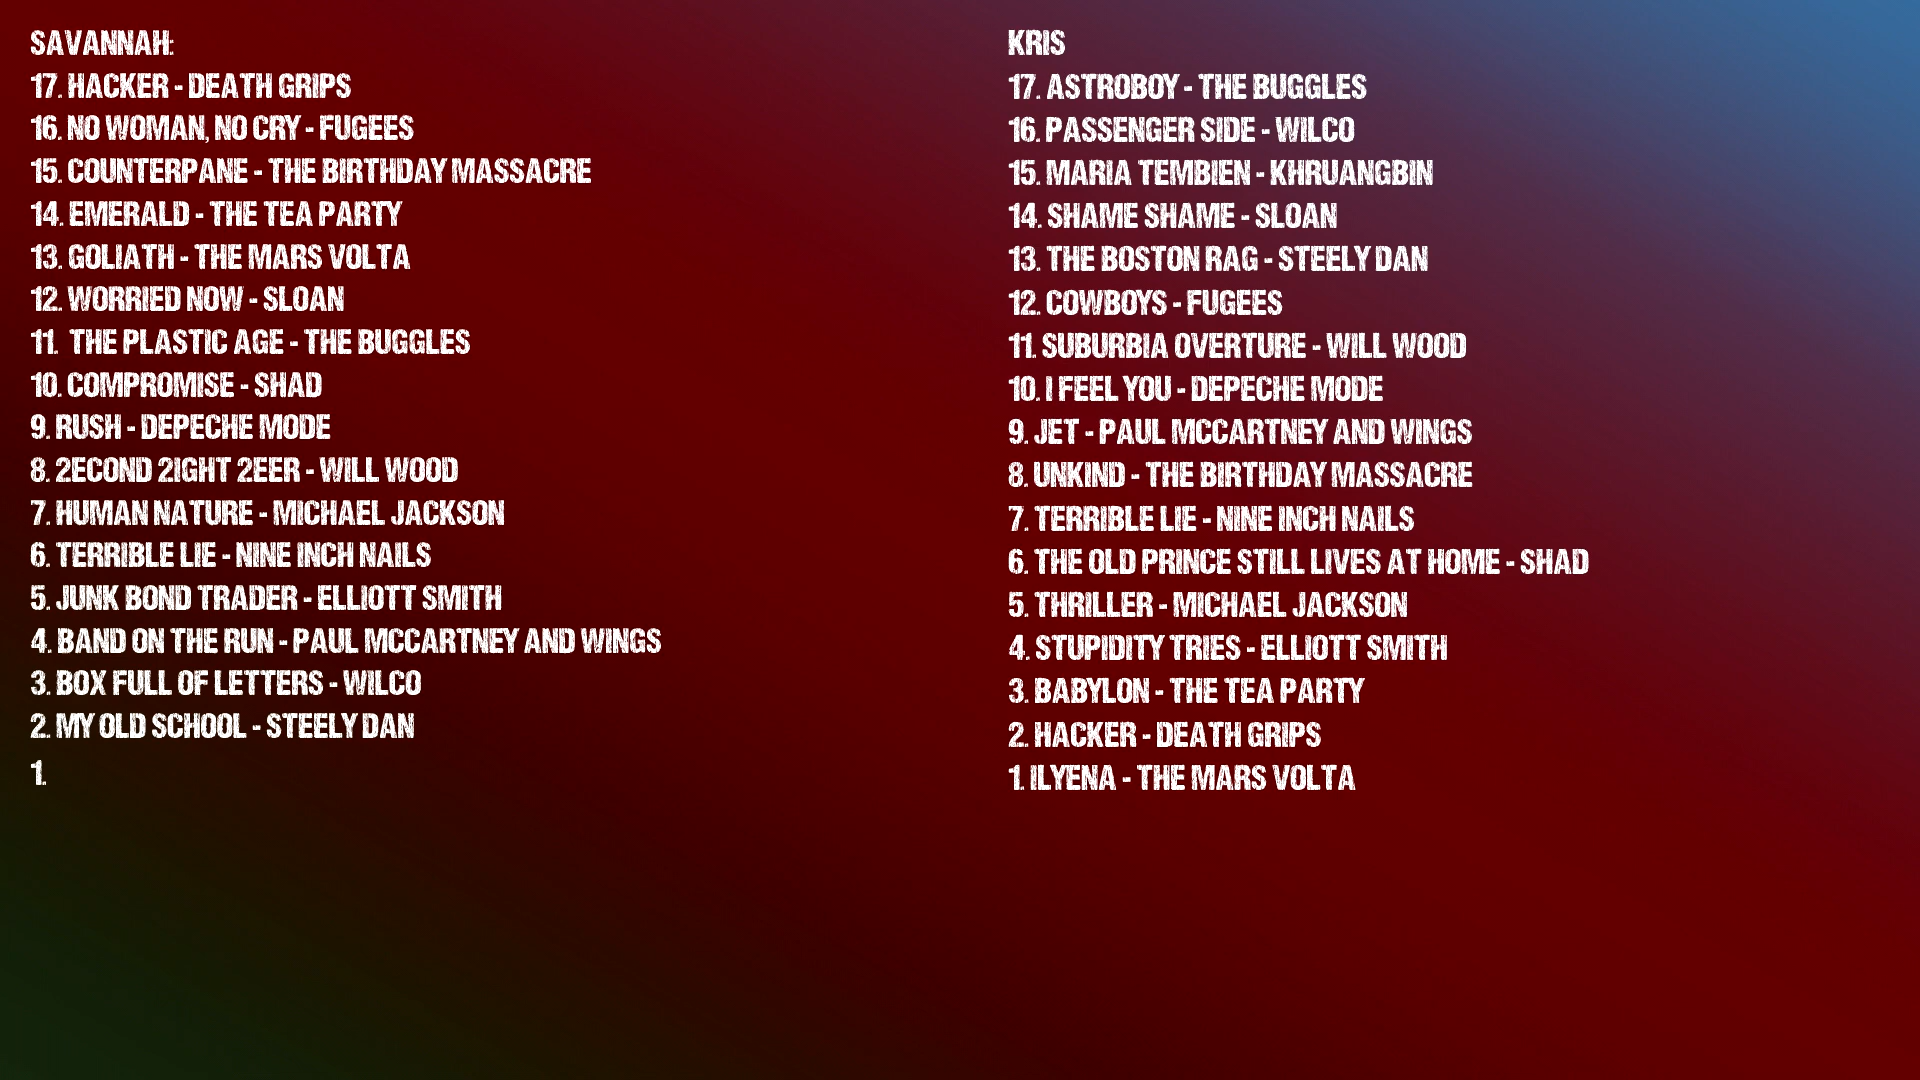 SAVANNAH:
17. HACKER - DEATH GRIPS
16. NO WOMAN, NO CRY - FUGEES
15. COUNTERPANE - THE BIRTHDAY MASSACRE
14. EMERALD - THE TEA PARTY
13. GOLIATH - THE MARS VOLTA
12. WORRIED NOW - SLOAN
11. THE PLASTIC AGE - THE BUGGLES
10. COMPROMISE - SHAD
9. RUSH - DEPECHE MODE
8. 2ECOND 2IGHT 2EER - WILL WOOD
7. HUMAN NATURE - MICHAEL JACKSON
6. TERRIBLE LIE - NINE INCH NAILS
5. JUNK BOND TRADER - ELLIOTT SMITH
4. BAND ON THE RUN - PAUL MCCARTNEY AND WINGS
3. BOX FULL OF LETTERS - WILCO
2. MY OLD SCHOOL - STEELY DAN
1.
KRIS
17. ASTROBOY - THE BUGGLES
16. PASSENGER SIDE - WILCO
15. MARIA TEMBIEN - KHRUANGBIN
14. SHAME SHAME - SLOAN
13. THE BOSTON RAG - STEELY DAN
12. COWBOYS - FUGEES
11. SUBURBIA OVERTURE - WILL WOOD
10. I FEEL YOU - DEPECHE MODE
9. JET - PAUL MCCARTNEY AND WINGS
8. UNKIND - THE BIRTHDAY MASSACRE
7. TERRIBLE LIE - NINE INCH NAILS
6. THE OLD PRINCE STILL LIVES AT HOME - SHAD
5. THRILLER - MICHAEL JACKSON
4. STUPIDITY TRIES - ELLIOTT SMITH
3. BABYLON - THE TEA PARTY
2. HACKER - DEATH GRIPS
1. ILYENA - THE MARS VOLTA